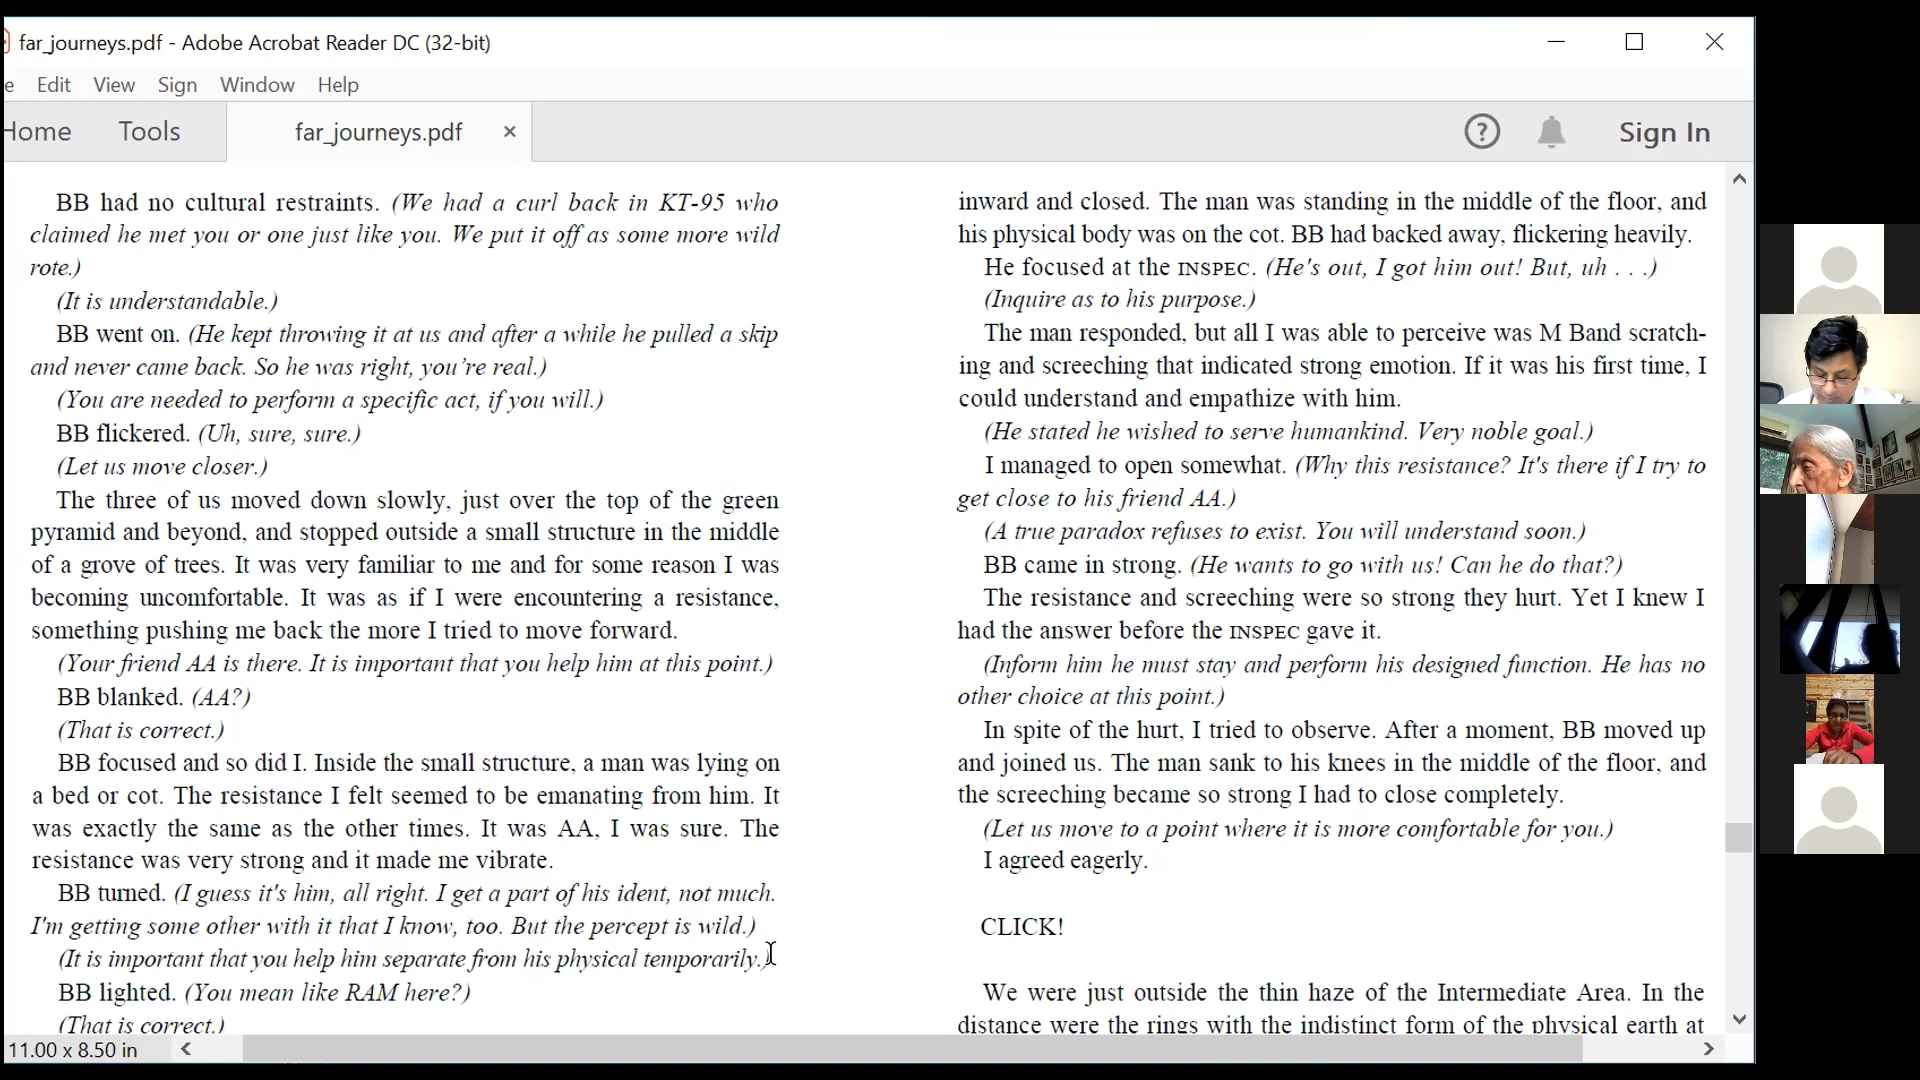 far_journeys.pdf - Adobe Acrobat Reader DC (32-bit)
e Edit View Sign Window Help
Home Tools far_journeys.pdf × Sign In
BB had no cultural restraints. (We had a curl back in KT-95 who
claimed he met you or one just like you. We put it off as some more wild
rote.)
(It is understandable.)
BB went on. (He kept throwing it at us and after a while he pulled a skip
and never came back. So he was right, you're real.)
(You are needed to perform a specific act, if you will.)
BB flickered. (Uh, sure, sure.)
(Let us move closer.)
The three of us moved down slowly, just over the top of the green
pyramid and beyond, and stopped outside a small structure in the middle
of a grove of trees. It was very familiar to me and for some reason I was
becoming uncomfortable. It was as if I were encountering a resistance,
something pushing me back the more I tried to move forward.
(Your friend AA is there. It is important that you help him at this point.)
BB blanked. (AA?)
(That is correct.)
BB focused and so did I. Inside the small structure, a man was lying on
a bed or cot. The resistance I felt seemed to be emanating from him. It
was exactly the same as the other times. It was AA, I was sure. The
resistance was very strong and it made me vibrate.
BB turned. (I guess it's him, all right. I get a part of his ident, not much.
I'm getting some other with it that I know, too. But the percept is wild.)
(It is important that you help him separate from his physical temporarily.)
BB lighted. (You mean like RAM here?)
(That is correct.)
inward and closed. The man was standing in the middle of the floor, and
his physical body was on the cot. BB had backed away, flickering heavily.
He focused at the INSPEC. (He's out, I got him out! But, uh . . .)
(Inquire as to his purpose.)
The man responded, but all I was able to perceive was M Band scratch-
ing and screeching that indicated strong emotion. If it was his first time, I
could understand and empathize with him.
(He stated he wished to serve humankind. Very noble goal.)
I managed to open somewhat. (Why this resistance? It's there if I try to
get close to his friend AA.)
(A true paradox refuses to exist. You will understand soon.)
BB came in strong. (He wants to go with us! Can he do that?)
The resistance and screeching were so strong they hurt. Yet I knew I
had the answer before the INSPEC gave it.
(Inform him he must stay and perform his designed function. He has no
other choice at this point.)
In spite of the hurt, I tried to observe. After a moment, BB moved up
and joined us. The man sank to his knees in the middle of the floor, and
the screeching became so strong I had to close completely.
(Let us move to a point where it is more comfortable for you.)
I agreed eagerly.
CLICK!
We were just outside the thin haze of the Intermediate Area. In the
distance were the rings with the indistinct form of the physical earth at
11.00 x 8.50 in